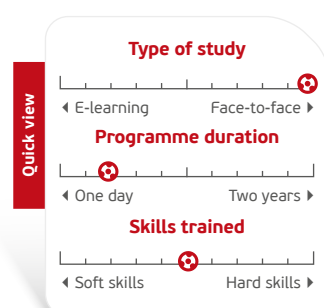 Quick view
Type of study
E-learning Face-to-face
Programme duration
One day Two years
Skills trained
Soft skills Hard skills